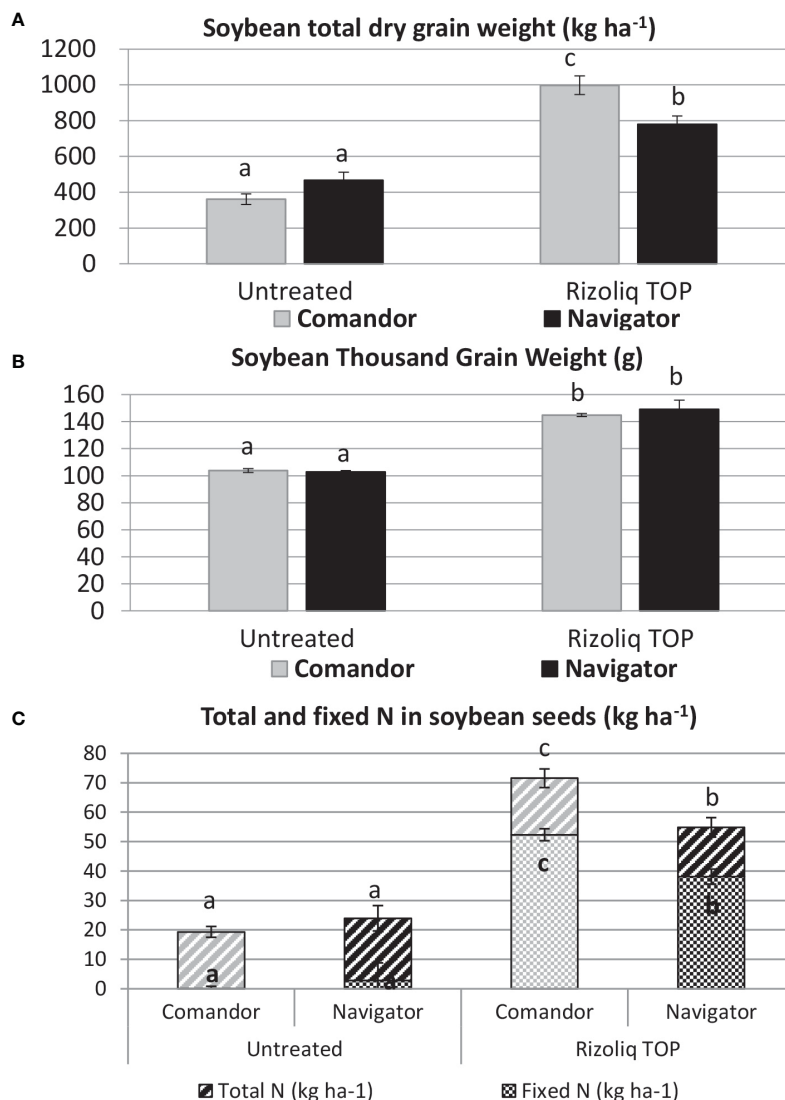 A
Soybean total dry grain weight (kg ha-1)
1200
1000
800
600
400
200
0
a
a
c
b
Untreated
Rizoliq TOP
Comandor
Navigator
B
Soybean Thousand Grain Weight (g)
160
140
120
100
80
60
40
20
0
a
a
b
b
Untreated
Rizoliq TOP
Comandor
Navigator
C
Total and fixed N in soybean seeds (kg ha-1)
80
70
60
50
40
30
20
10
0
a
a
c
b
a
a
c
b
Comandor
Navigator
Comandor
Navigator
Untreated
Rizoliq TOP
Total N (kg ha-1)
Fixed N (kg ha-1)